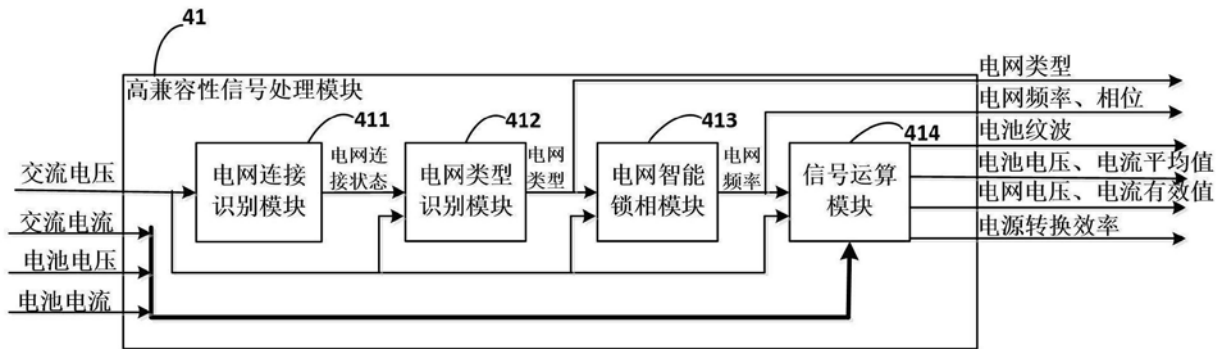 41
高兼容性信号处理模块
411
412
413
414
交流电压
交流电流
电池电压
电池电流
电网连接
识别模块
电网连
接状态
电网类型
识别模块
电网
类型
电网智能
锁相模块
电网
频率
信号运算
模块
电网类型
电网频率、相位
电池纹波
电池电压、电流平均值
电网电压、电流有效值
电源转换效率